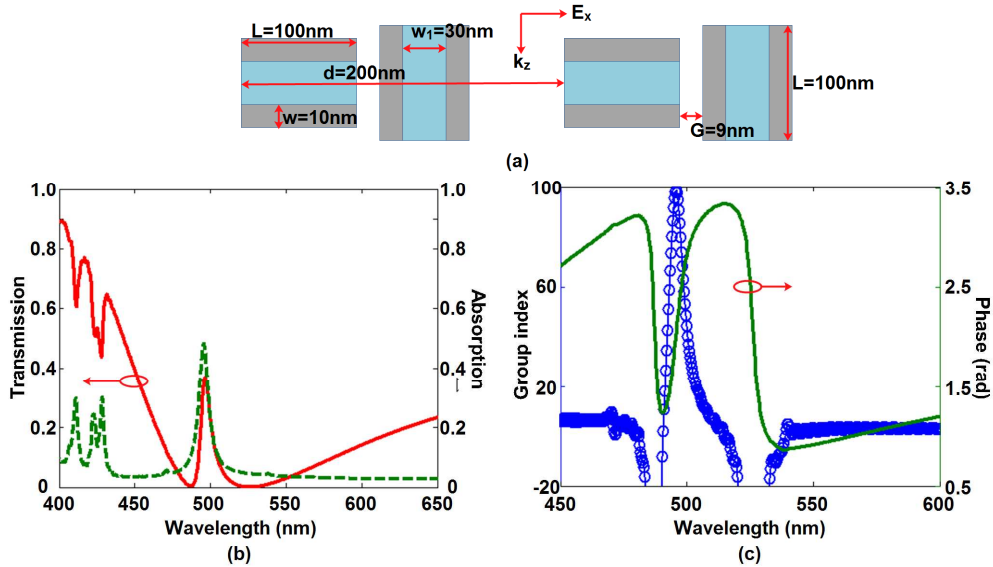 L=100nm
w₁=30nm
Eₓ
k_z
d=200nm
w=10nm
L=100nm
G=9nm
(a)
1.0
0.8
0.6
0.4
0.2
0
Transmission
1.0
0.8
0.6
0.4
0.2
0
Absorption
400 450 500 550 600 650
Wavelength (nm)
(b)
100
60
20
-20
Group index
3.5
2.5
1.5
0.5
Phase (rad)
450 500 550 600
Wavelength (nm)
(c)